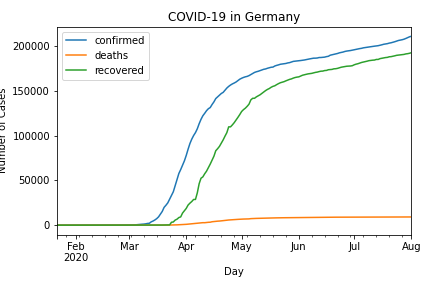 COVID-19 in Germany
confirmed
deaths
recovered
200000
150000
100000
50000
0
Number of Cases
Feb Mar Apr May Jun Jul Aug
2020
Day